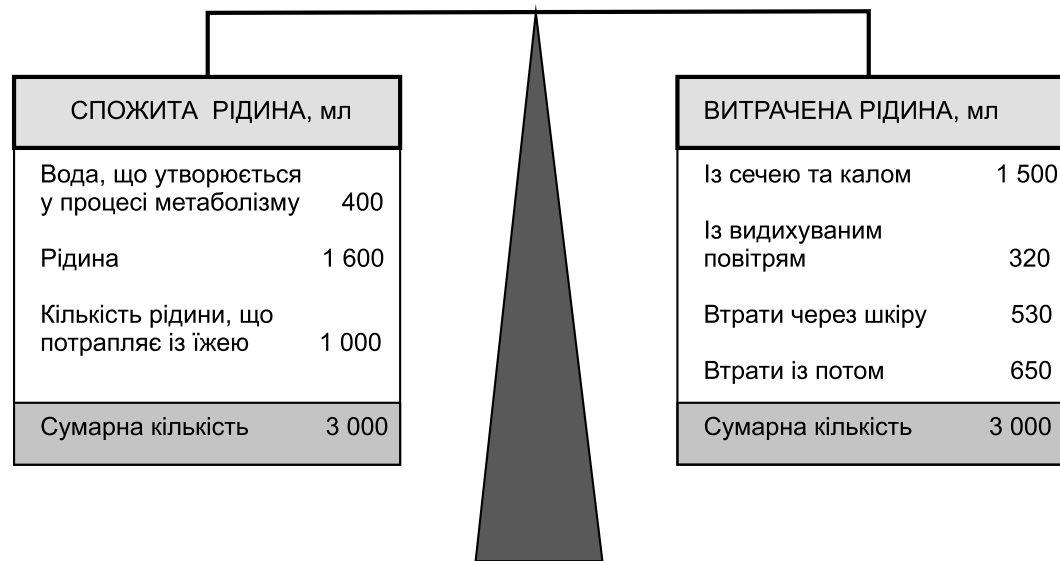 СПОЖИТА РІДИНА, мл
Вода, що утворюється
у процесі метаболізму 400
Рідина 1 600
Кількість рідини, що
потрапляє із їжею 1 000
Сумарна кількість 3 000
ВИТРАЧЕНА РІДИНА, мл
Із сечею та калом 1 500
Із видихуваним
повітрям 320
Втрати через шкіру 530
Втрати із потом 650
Сумарна кількість 3 000